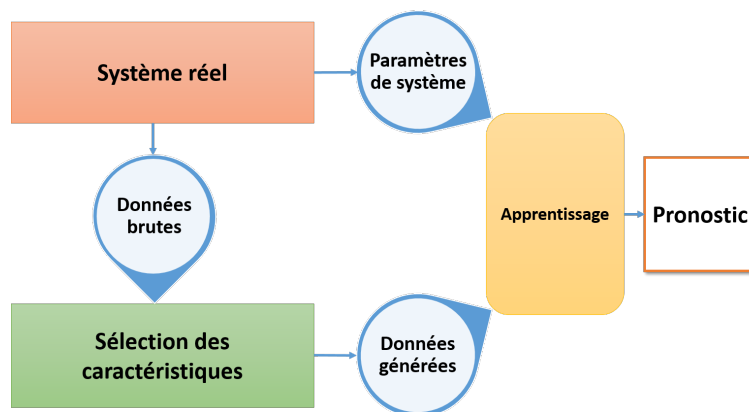 Système réel
Paramètres
de système
Données
brutes
Apprentissage
Pronostic
Sélection des
caractéristiques
Données
générées